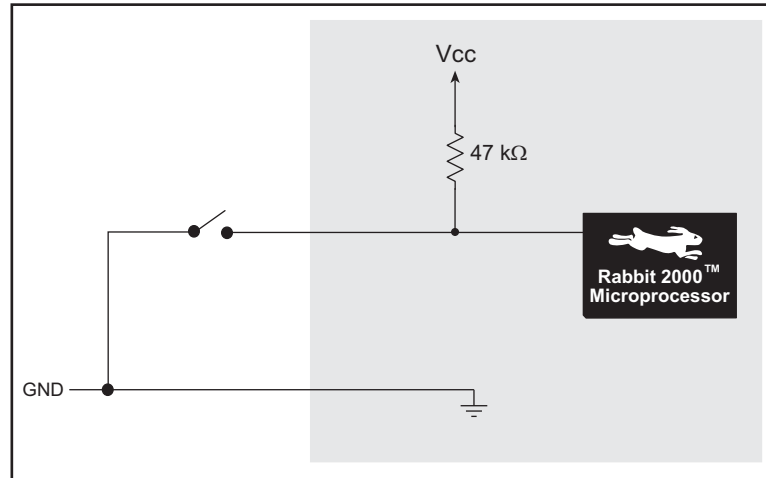 Vcc
47 kΩ
Rabbit 2000™
Microprocessor
GND